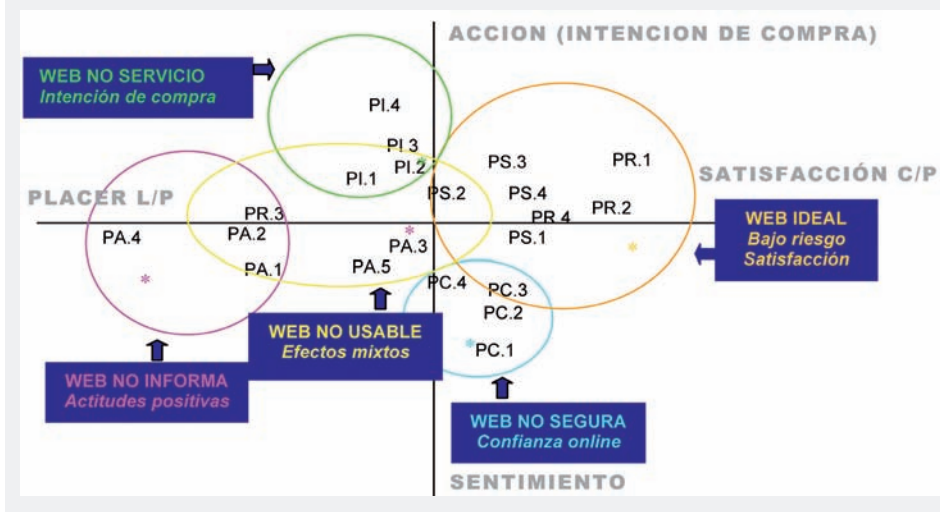 ACCION (INTENCION DE COMPRA)
WEB NO SERVICIO
Intención de compra
PI.4
PI.3
PI.2
PI.1
PS.3
PR.1
PLACER L/P
SATISFACCIÓN C/P
PS.2
PS.4
PR.3
PR.4
PR.2
PA.4
PA.2
PA.3
PS.1
WEB IDEAL
Bajo riesgo
Satisfacción
PA.1
PA.5
PC.4
PC.3
PC.2
PC.1
WEB NO USABLE
Efectos mixtos
WEB NO INFORMA
Actitudes positivas
WEB NO SEGURA
Confianza online
SENTIMIENTO